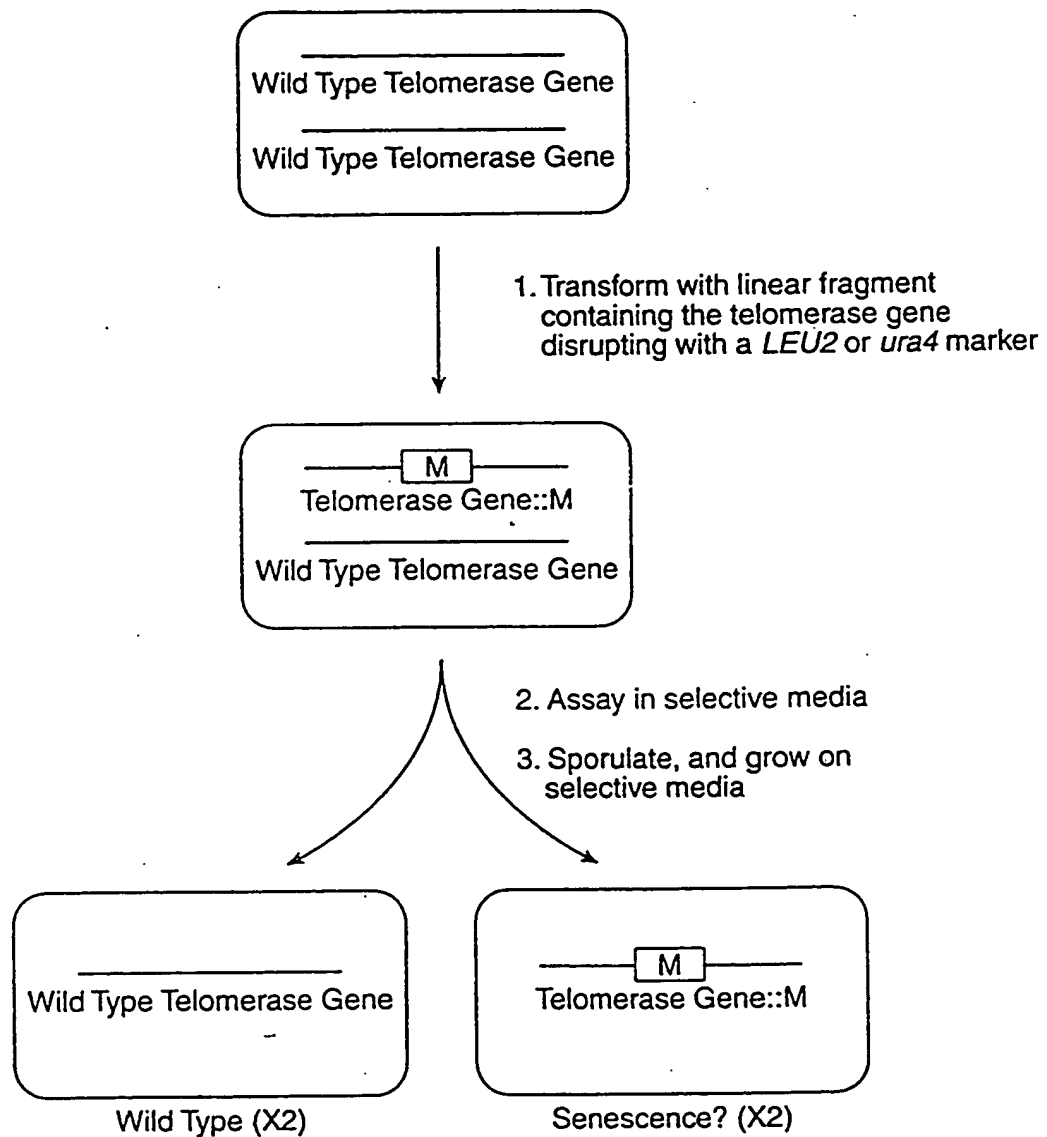 Wild Type Telomerase Gene
Wild Type Telomerase Gene
1. Transform with linear fragment
containing the telomerase gene
disrupting with a LEU2 or ura4 marker
M
Telomerase Gene::M
Wild Type Telomerase Gene
2. Assay in selective media
3. Sporulate, and grow on
selective media
Wild Type Telomerase Gene
M
Telomerase Gene::M
Wild Type (X2)
Senescence? (X2)